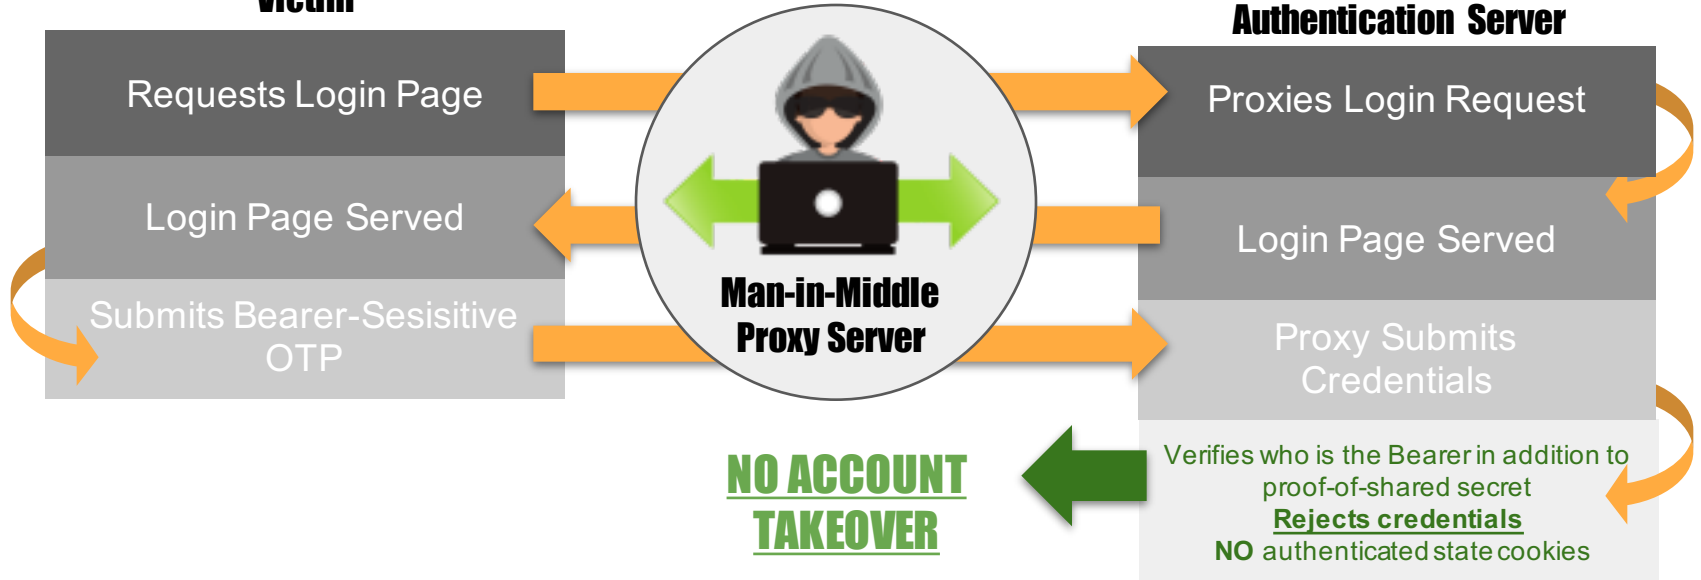 Victim
Authentication Server
Requests Login Page
Proxies Login Request
Login Page Served
Login Page Served
Man-in-Middle
Proxy Server
Submits Bearer-Sesisitive
OTP
Proxy Submits
Credentials
NO ACCOUNT
TAKEOVER
Verifies who is the Bearer in addition to
proof-of-shared secret
Rejects credentials
NO authenticated state cookies